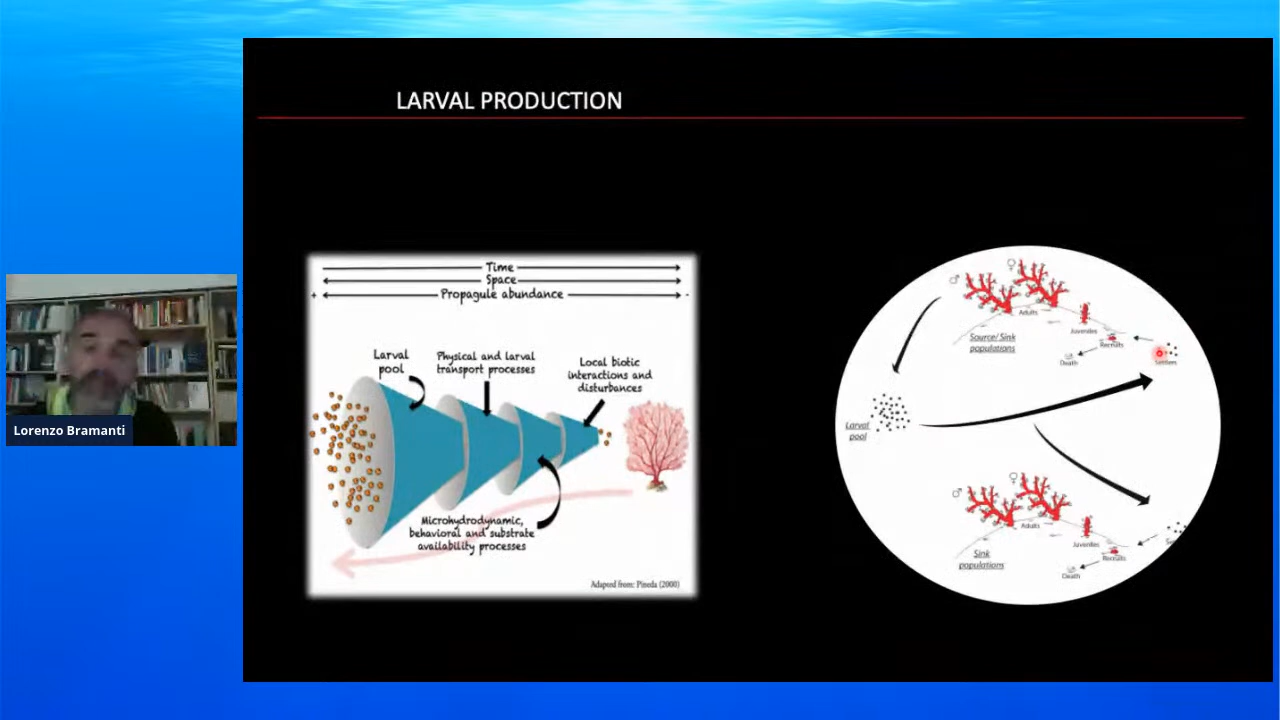 LARVAL PRODUCTION
Time
Space
+ Propagule abundance -
Larval
pool
Physical and larval
transport processes
Local biotic
interactions and
disturbances
Microhydrodynamic,
behavioral and substrate
availability processes
Adapted from: Pineda (2000)
♂ ♀
Adults
Juveniles
Recruits
Death
Settlers
Source/Sink
populations
Larval
pool
♂ ♀
Adults
Juveniles
Recruits
Death
Sink
populations
Lorenzo Bramanti